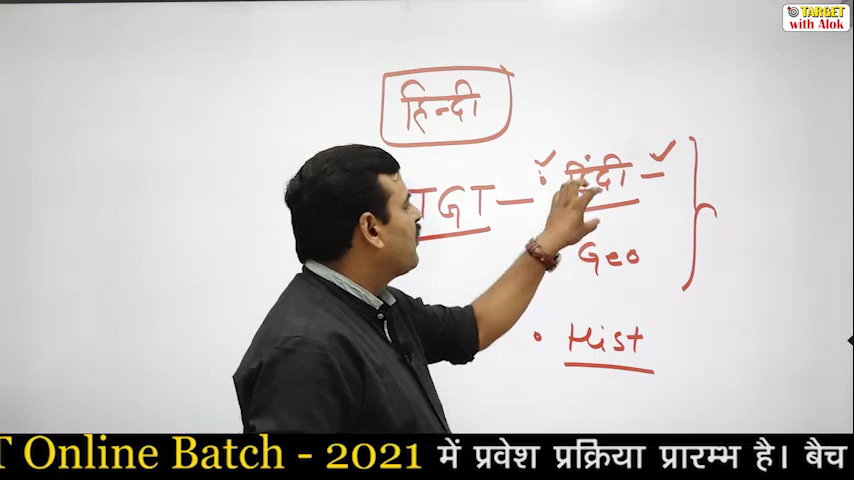 TARGET
with Alok
हिन्दी
TGT - हिंदी -
Geo
Hist
T Online Batch - 2021 में प्रवेश प्रक्रिया प्रारम्भ है। बैच